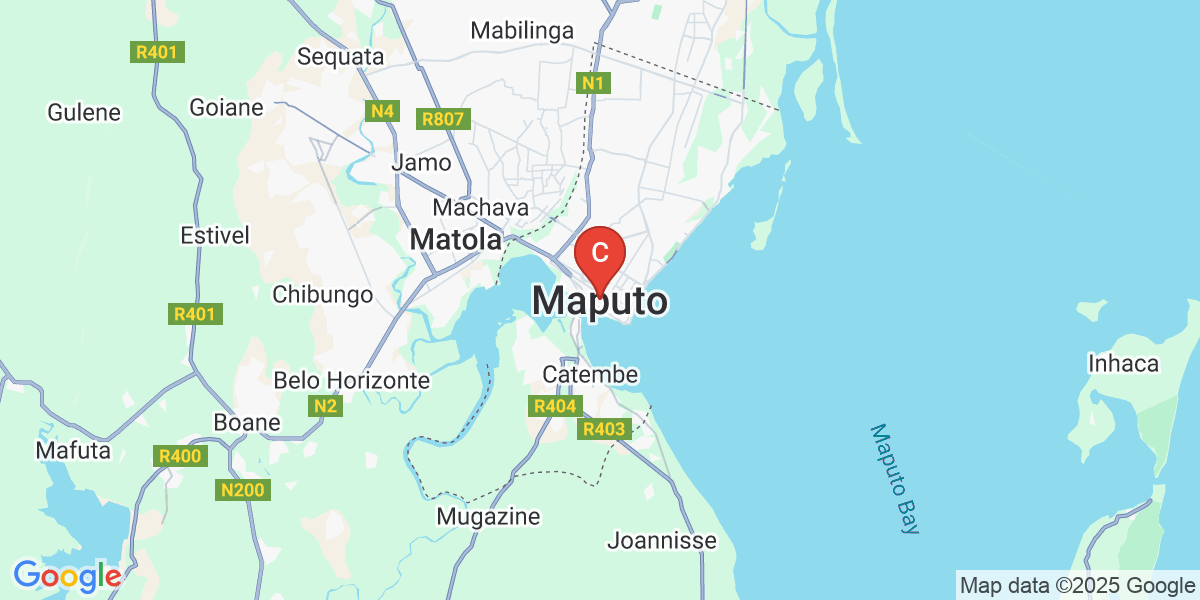 Mabilinga
R401
Sequata
N1
Gulene
Goiane
N4
R807
Jamo
Machava
Estivel
Matola
C
Chibungo
Maputo
R401
Inhaca
Belo Horizonte
Catembe
N2
R404
Boane
R403
Mafuta
R400
Maputo Bay
N200
Mugazine
Joannisse
Google
Map data ©2025 Google